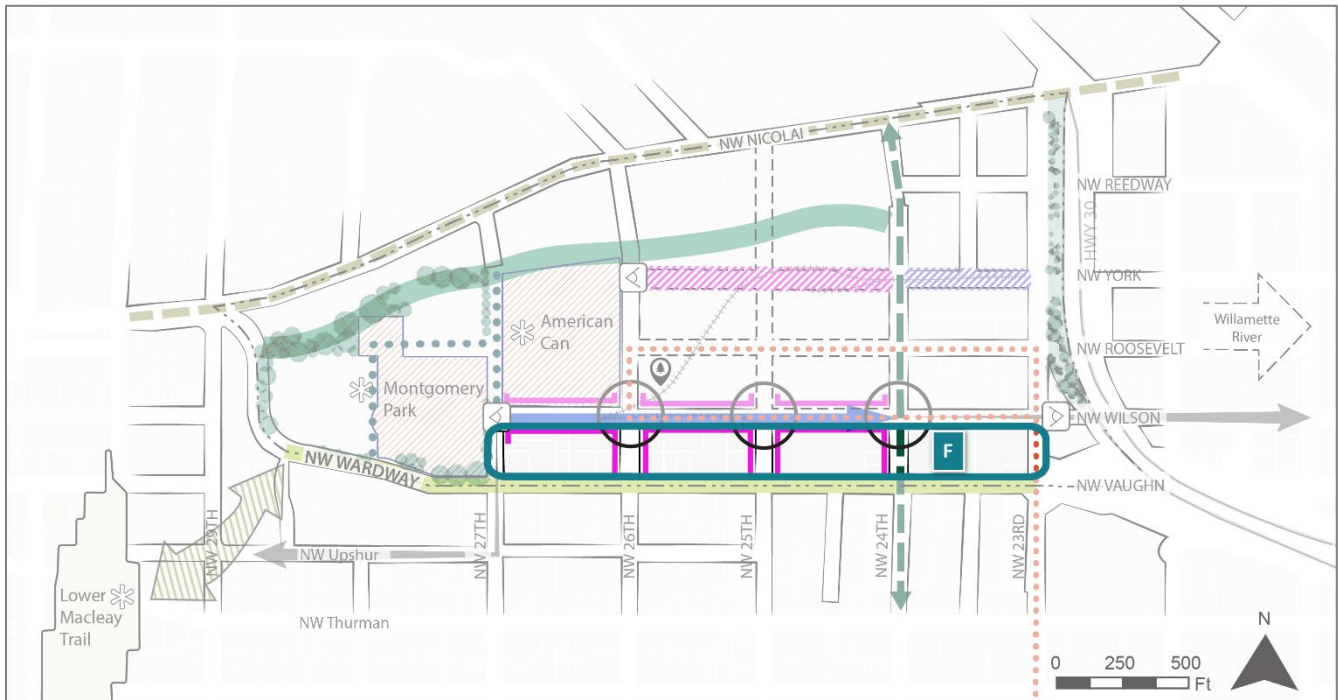 NW NICOLAI
NW REEDWAY
HWY 30
NW YORK
American
Can
Willamette
River
NW ROOSEVELT
Montgomery
Park
NW WILSON
F
NW WARDWAY
NW VAUGHN
NW 29TH
NW 27TH
NW 26TH
NW 25TH
NW 24TH
NW 23RD
NW Upshur
Lower
Macleay
Trail
NW Thurman
N
0 250 500
Ft